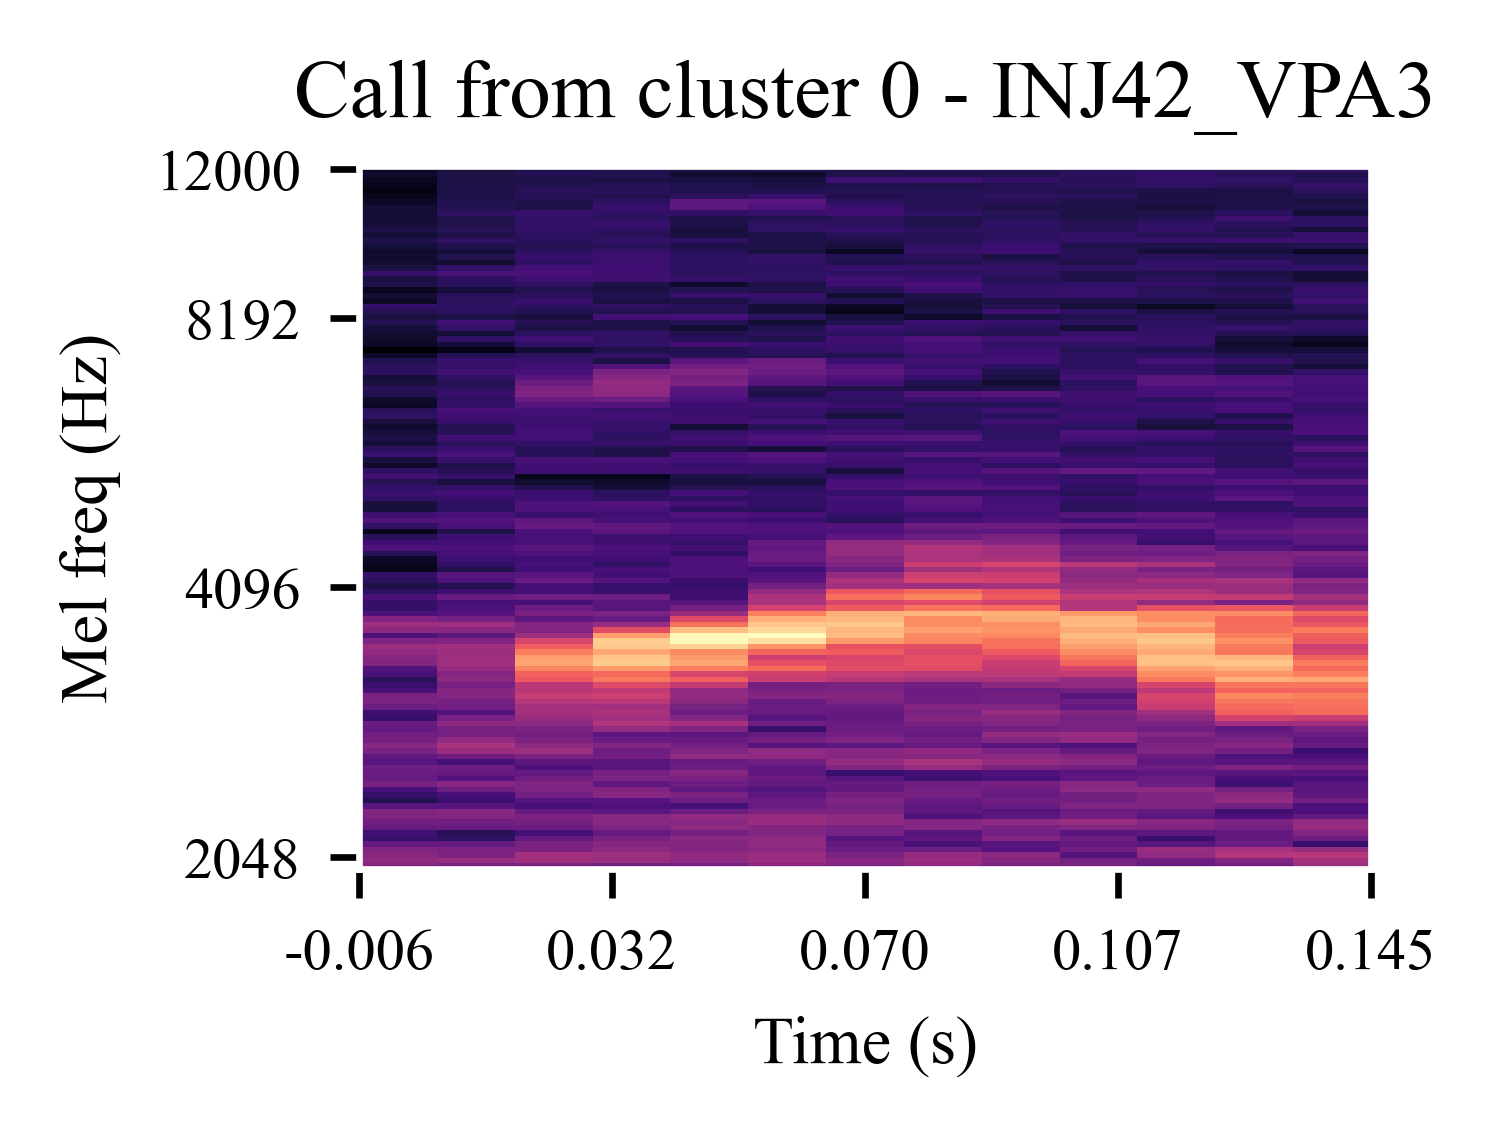 Call from cluster 0 - INJ42_VPA3
12000
8192
4096
2048
Mel freq (Hz)
-0.006 0.032 0.070 0.107 0.145
Time (s)